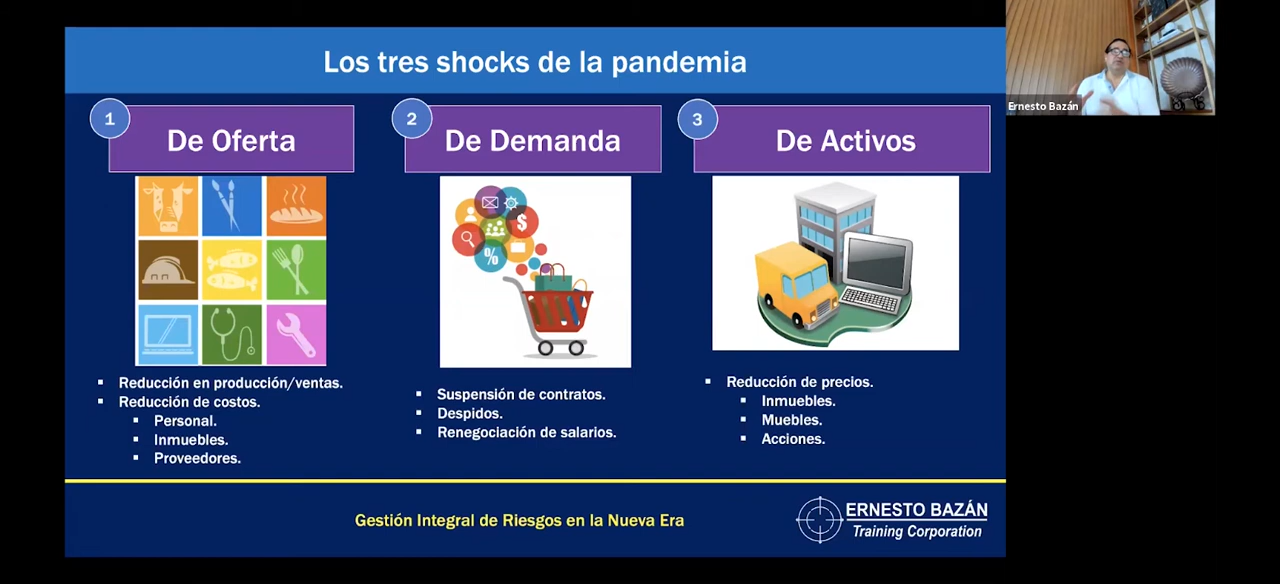 Los tres shocks de la pandemia
1
De Oferta
2
De Demanda
3
De Activos
$
%
▪ Reducción en producción/ventas.
▪ Reducción de costos.
▪ Personal.
▪ Inmuebles.
▪ Proveedores.
▪ Suspensión de contratos.
▪ Despidos.
▪ Renegociación de salarios.
▪ Reducción de precios.
▪ Inmuebles.
▪ Muebles.
▪ Acciones.
Gestión Integral de Riesgos en la Nueva Era
ERNESTO BAZÁN
Training Corporation
Ernesto Bazán